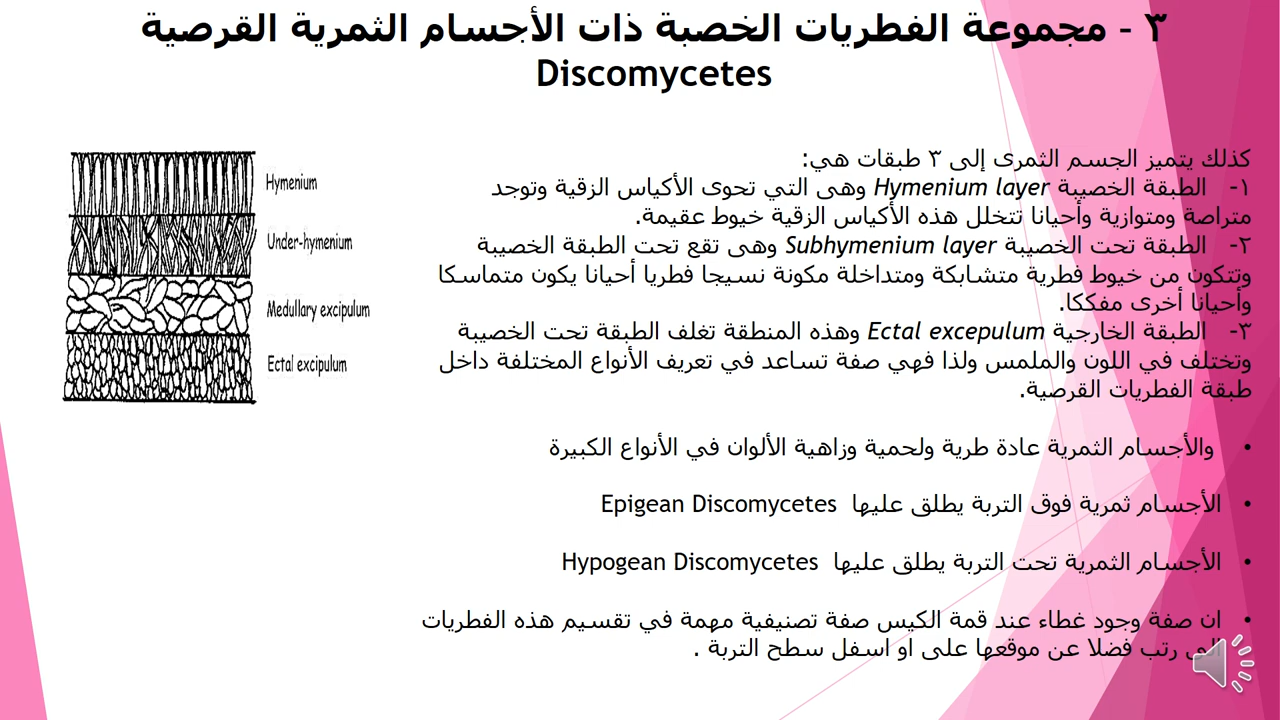 ٣ - مجموعة الفطريات الخصبة ذات الأجسام الثمرية القرصية
Discomycetes
كذلك يتميز الجسم الثمرى إلى ٣ طبقات هي:
١- الطبقة الخصيبة Hymenium layer وهى التي تحوى الأكياس الزقية وتوجد
متراصة ومتوازية وأحيانا تتخلل هذه الأكياس الزقية خيوط عقيمة.
٢- الطبقة تحت الخصيبة Subhymenium layer وهى تقع تحت الطبقة الخصيبة
وتتكون من خيوط فطرية متشابكة ومتداخلة مكونة نسيجا فطريا أحيانا يكون متماسكا
وأحيانا أخرى مفككا.
٣- الطبقة الخارجية Ectal excepulum وهذه المنطقة تغلف الطبقة تحت الخصيبة
وتختلف في اللون والملمس ولذا فهي صفة تساعد في تعريف الأنواع المختلفة داخل
طبقة الفطريات القرصية.
• والأجسام الثمرية عادة طرية ولحمية وزاهية الألوان في الأنواع الكبيرة
• الأجسام ثمرية فوق التربة يطلق عليها Epigean Discomycetes
• الأجسام الثمرية تحت التربة يطلق عليها Hypogean Discomycetes
• ان صفة وجود غطاء عند قمة الكيس صفة تصنيفية مهمة في تقسيم هذه الفطريات
الى رتب فضلا عن موقعها على او اسفل سطح التربة .
Hymenium
Under-hymenium
Medullary excipulum
Ectal excipulum